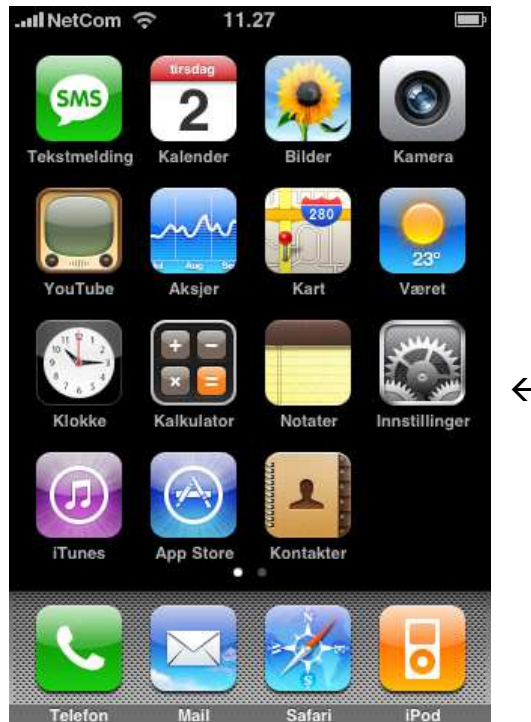 NetCom 11.27
SMS
tirsdag
2
Tekstmelding Kalender Bilder Kamera
280
23°
YouTube Aksjer Kart Været
Klokke Kalkulator Notater Innstillinger
iTunes App Store Kontakter
Telefon Mail Safari iPod